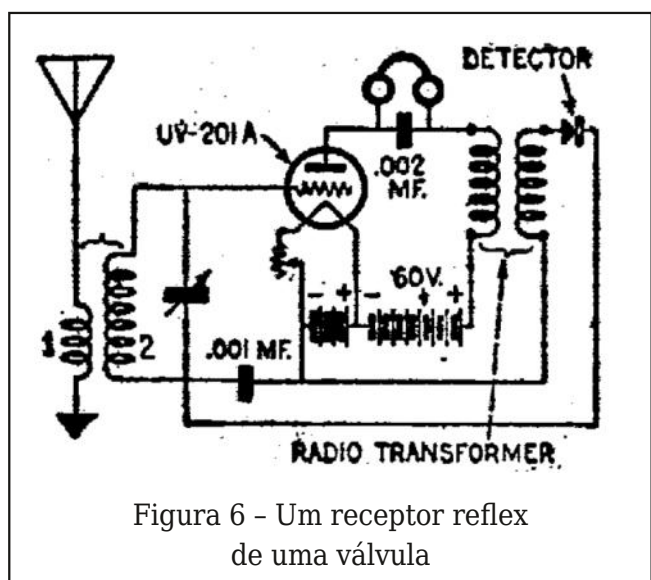 DETECTOR
UV-201A
.002
MF.
- + - 60V. + +
1
2
.001 MF.
RADIO TRANSFORMER
Figura 6 – Um receptor reflex
de uma válvula